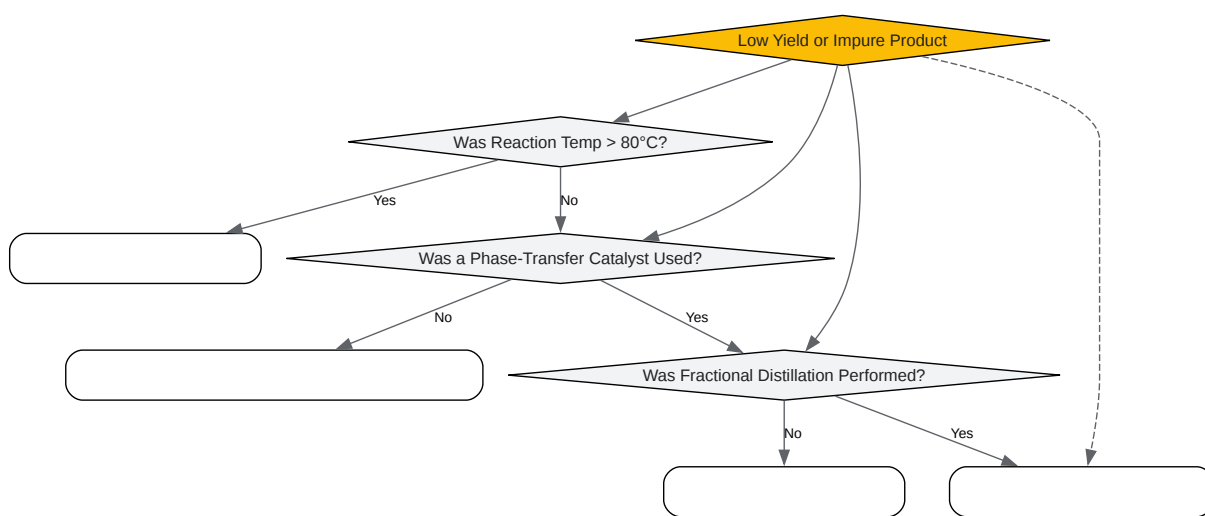 Low Yield or Impure Product
Was Reaction Temp > 80°C?
Yes
No
Was a Phase-Transfer Catalyst Used?
No
Yes
Was Fractional Distillation Performed?
No
Yes